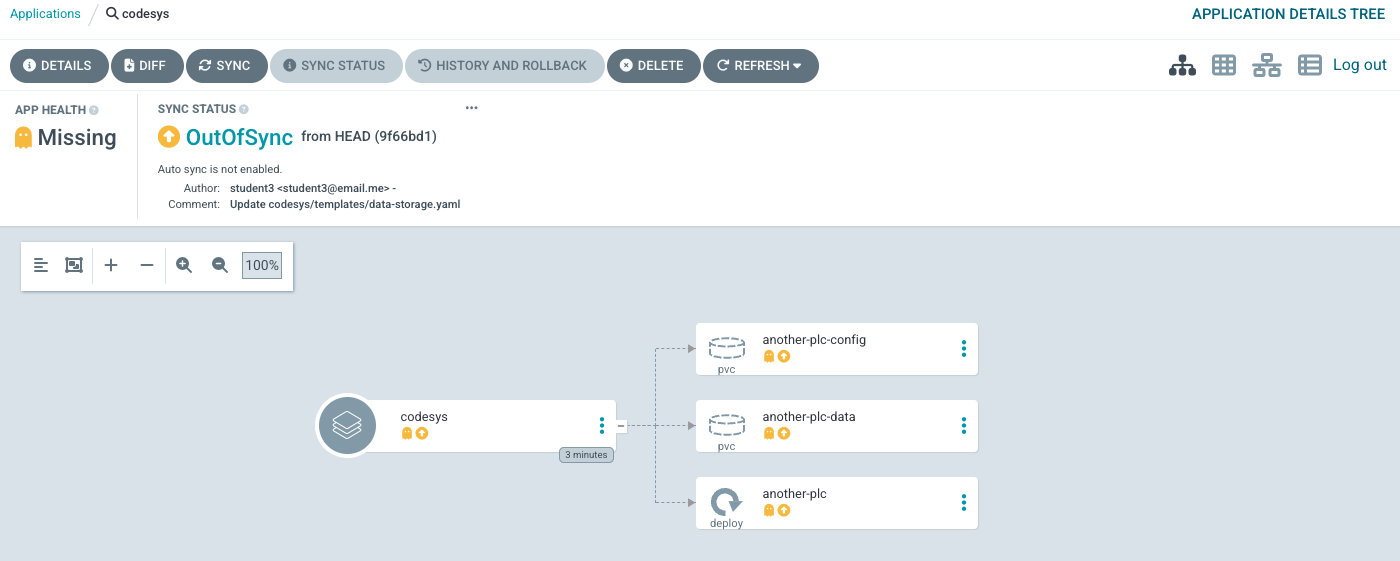 Applications / codesys
APPLICATION DETAILS TREE
DETAILS DIFF SYNC SYNC STATUS HISTORY AND ROLLBACK DELETE REFRESH
Log out
APP HEALTH
Missing
SYNC STATUS
OutOfSync from HEAD (9f66bd1)
Auto sync is not enabled.
Author: student3 <student3@email.me> -
Comment: Update codesys/templates/data-storage.yaml
100%
another-plc-config
pvc
codesys
3 minutes
another-plc-data
pvc
another-plc
deploy